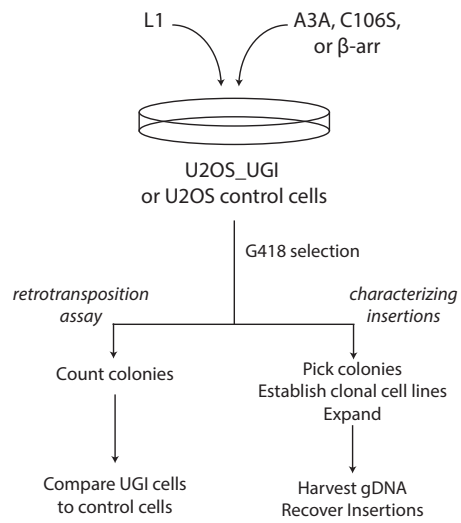 L1
A3A, C106S,
or β-arr
U2OS_UGI
or U2OS control cells
G418 selection
retrotransposition
assay
characterizing
insertions
Count colonies
Pick colonies
Establish clonal cell lines
Expand
Compare UGI cells
to control cells
Harvest gDNA
Recover Insertions